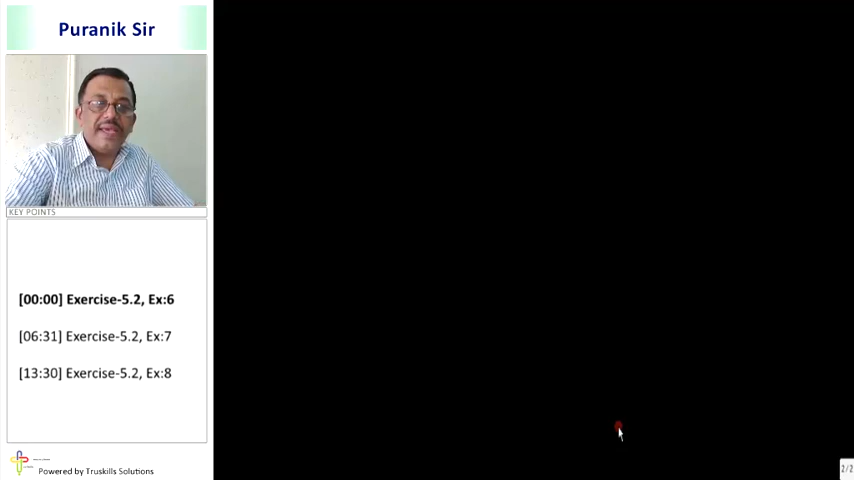 Puranik Sir
KEY POINTS
[00:00] Exercise-5.2, Ex:6
[06:31] Exercise-5.2, Ex:7
[13:30] Exercise-5.2, Ex:8
Powered by Truskills Solutions
2/2